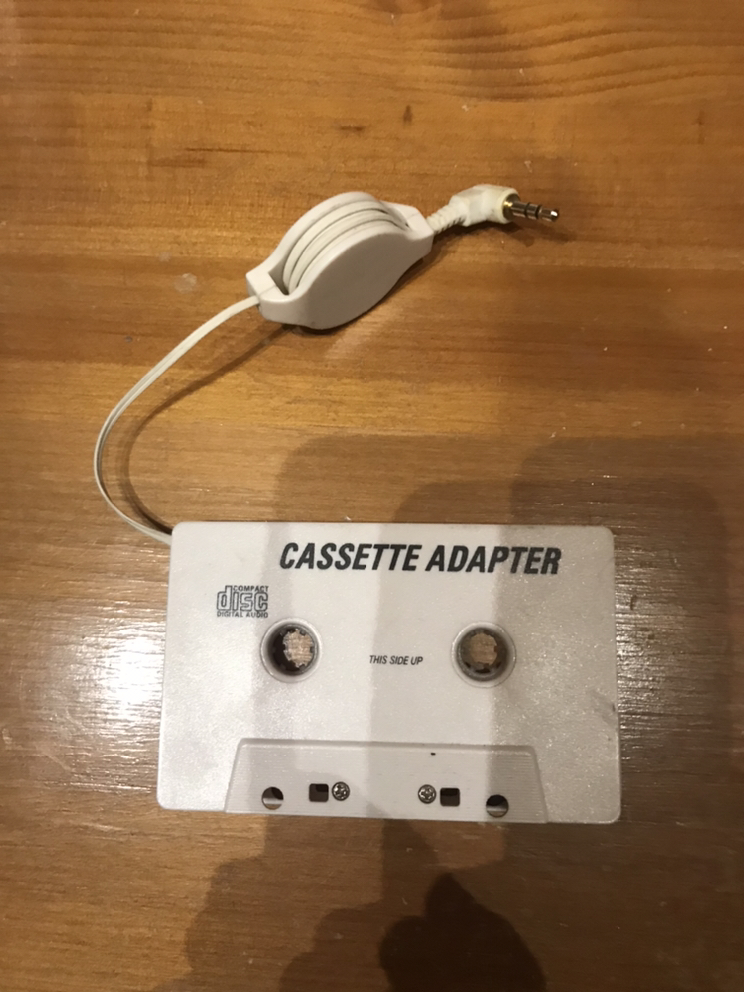 CASSETTE ADAPTER
COMPACT
disc
DIGITAL AUDIO
THIS SIDE UP